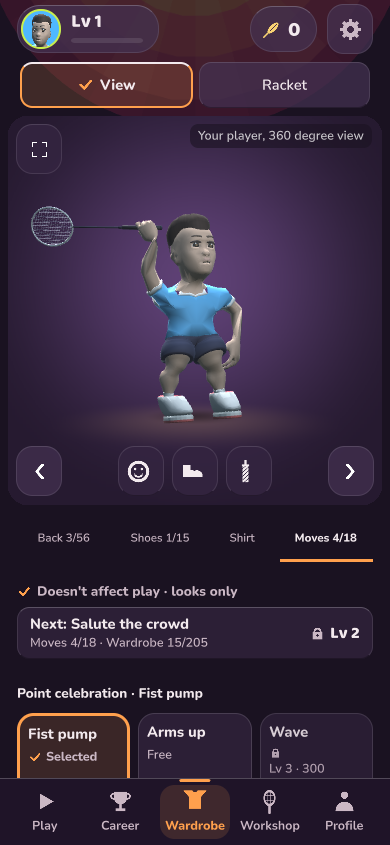 Lv 1
0
View
Racket
Your player, 360 degree view
Back 3/56
Shoes 1/15
Shirt
Moves 4/18
Doesn't affect play · looks only
Next: Salute the crowd
Moves 4/18 · Wardrobe 15/205
Lv 2
Point celebration · Fist pump
Fist pump
Selected
Arms up
Free
Wave
Lv 3 · 300
Play
Career
Wardrobe
Workshop
Profile